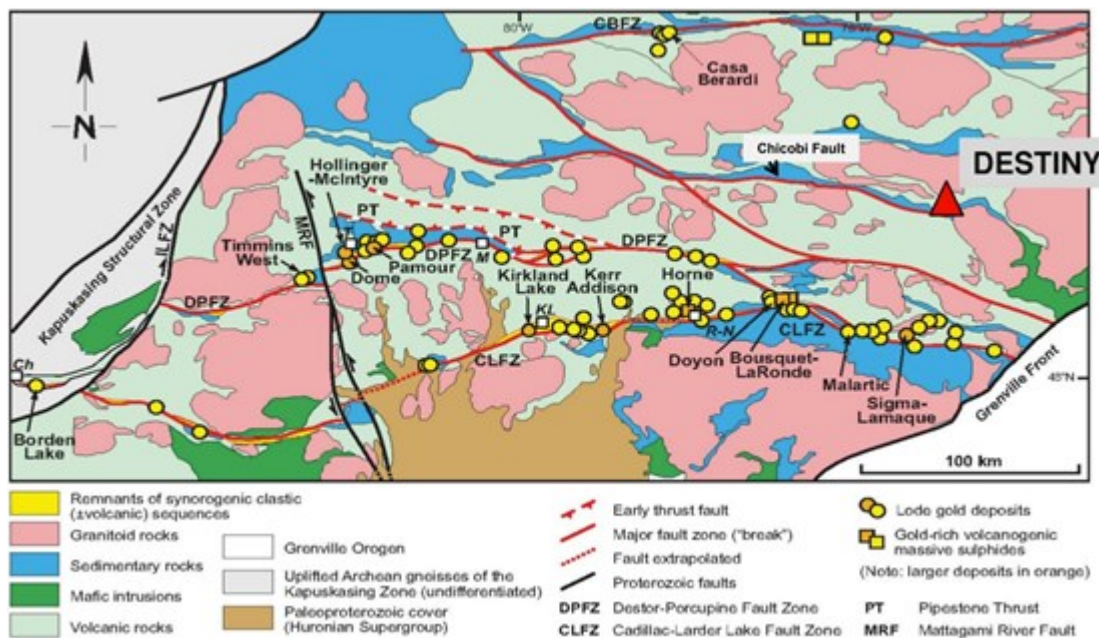 80°W
CBFZ
78°W
Casa
Berardi
N
Chicobi Fault
DESTINY
Hollinger
-McIntyre
Kapuskasing Structural Zone
ILFZ
MRF
PT
T
PT
Timmins
West
DPFZ
M
DPFZ
Pamour
Dome
Kirkland
Lake
Kerr
Addison
Horne
DPFZ
KL
R-N
CLFZ
CLFZ
Doyon
Bousquet-
LaRonde
Malartic
Sigma-
Lamaque
48°N
Grenville Front
Ch
Borden
Lake
100 km
Remnants of synorogenic clastic
(±volcanic) sequences
Granitoid rocks
Sedimentary rocks
Mafic intrusions
Volcanic rocks
Grenville Orogen
Uplifted Archean gneisses of the
Kapuskasing Zone (undifferentiated)
Paleoproterozoic cover
(Huronian Supergroup)
Early thrust fault
Major fault zone ("break")
Fault extrapolated
Proterozoic faults
DPFZ Destor-Porcupine Fault Zone
CLFZ Cadillac-Larder Lake Fault Zone
Lode gold deposits
Gold-rich volcanogenic
massive sulphides
(Note: larger deposits in orange)
PT Pipestone Thrust
MRF Mattagami River Fault